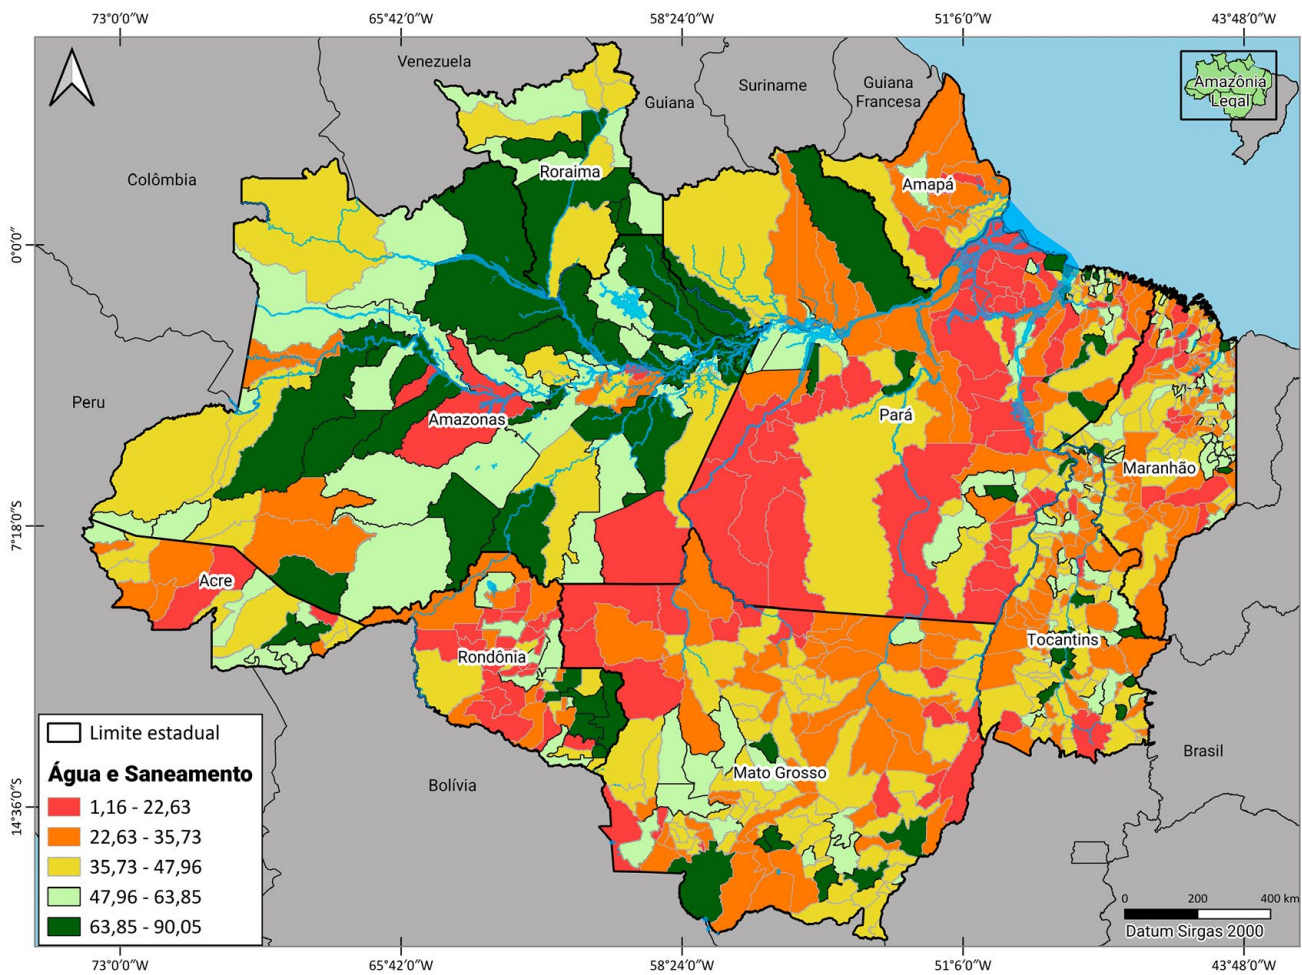 73°0′0″W 65°42′0″W 58°24′0″W 51°6′0″W 43°48′0″W
Venezuela
Suriname
Guiana
Guiana
Francesa
Amazônia
Legal
Colômbia
Roraima
Amapá
0°0′0″
Peru
Amazonas
Pará
Maranhão
7°18′0″S
Acre
Rondônia
Tocantins
Limite estadual
Água e Saneamento
1,16 - 22,63
22,63 - 35,73
35,73 - 47,96
47,96 - 63,85
63,85 - 90,05
Bolívia
Mato Grosso
Brasil
14°36′0″S
0 200 400 km
Datum Sirgas 2000
73°0′0″W 65°42′0″W 58°24′0″W 51°6′0″W 43°48′0″W